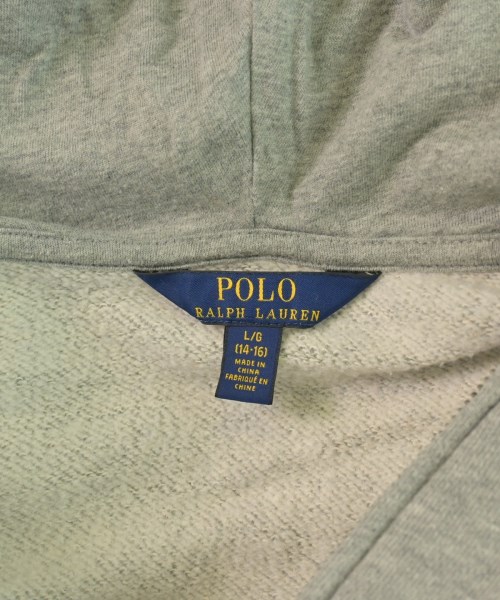 POLO
RALPH LAUREN
L/G
(14-16)
MADE IN
CHINA
FABRIQUÉ EN
CHINE